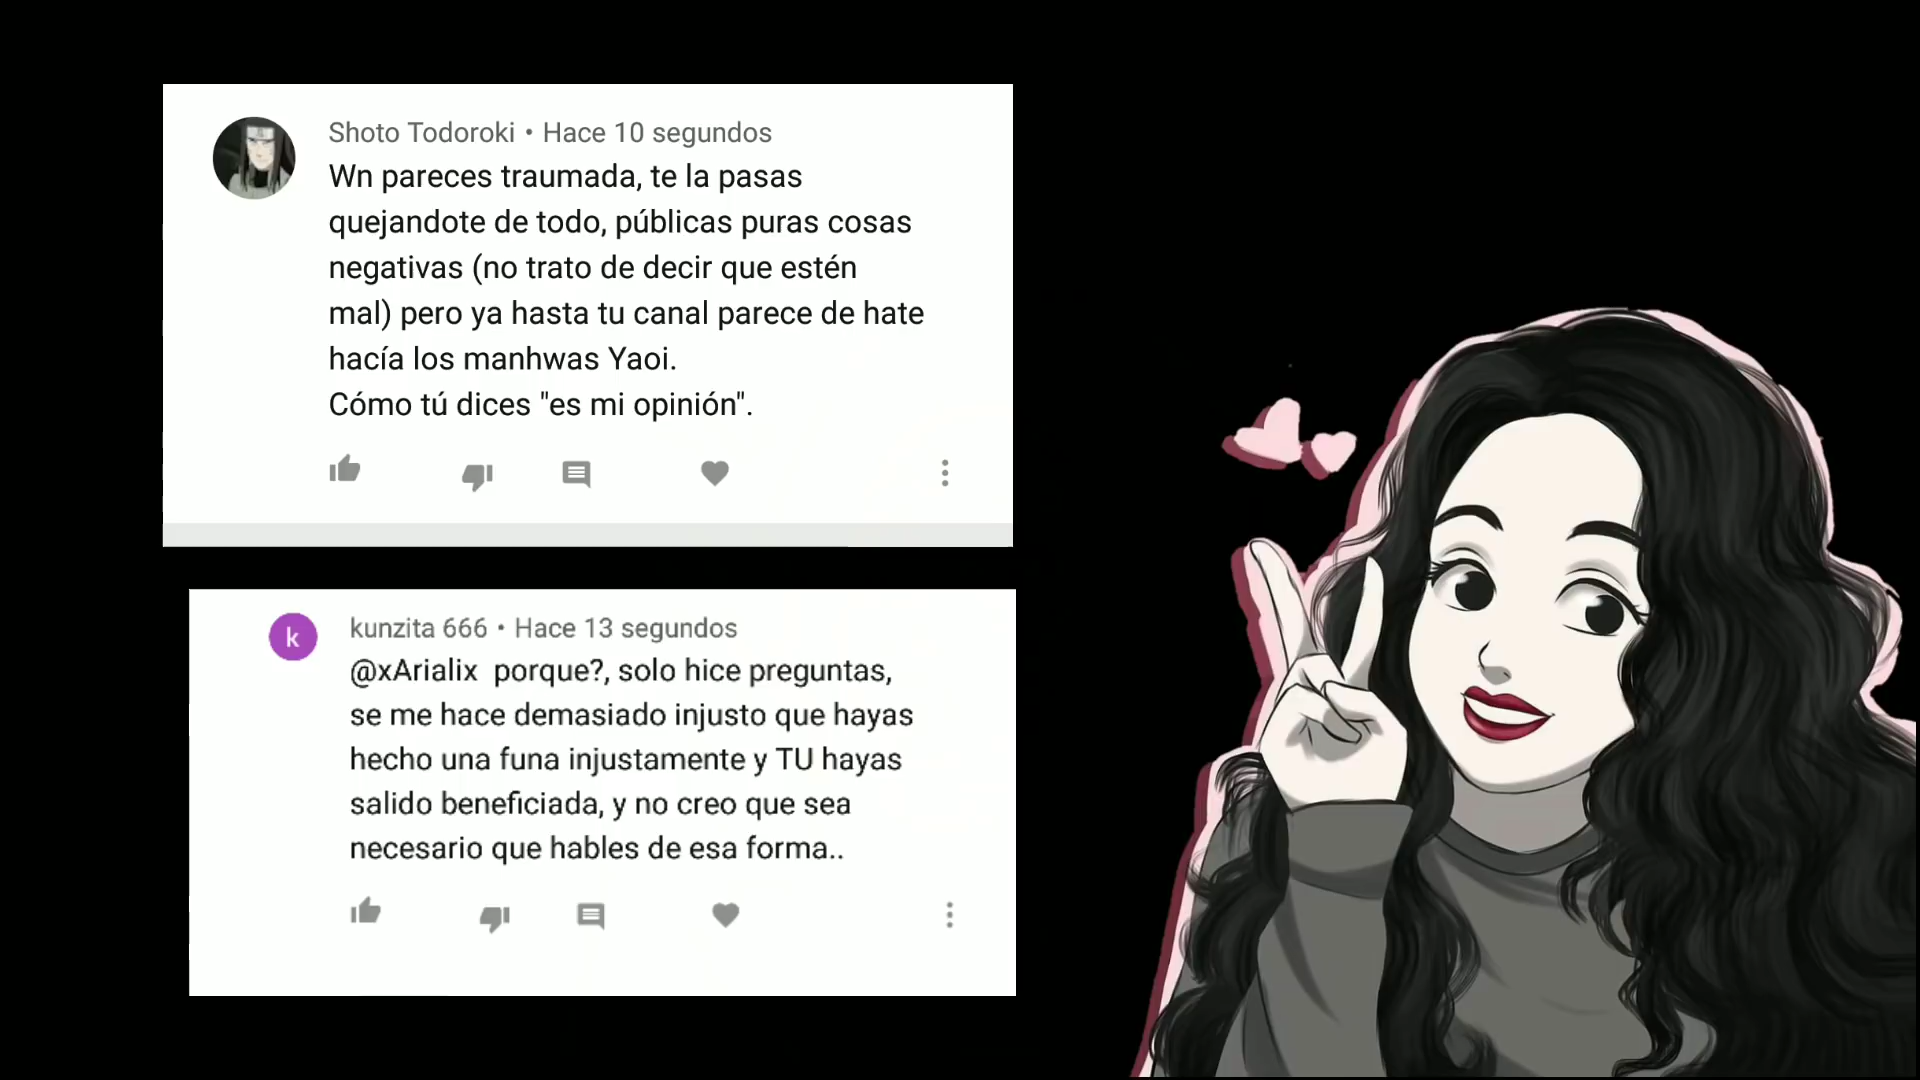 Shoto Todoroki • Hace 10 segundos
Wn pareces traumada, te la pasas
quejandote de todo, públicas puras cosas
negativas (no trato de decir que estén
mal) pero ya hasta tu canal parece de hate
hacía los manhwas Yaoi.
Cómo tú dices "es mi opinión".
k
kunzita 666 • Hace 13 segundos
@xArialix porque?, solo hice preguntas,
se me hace demasiado injusto que hayas
hecho una funa injustamente y TU hayas
salido beneficiada, y no creo que sea
necesario que hables de esa forma..